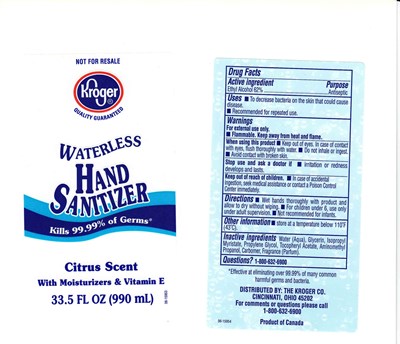 NOT FOR RESALE
Kroger
QUALITY GUARANTEED
WATERLESS
HAND
SANITIZER
Kills 99.99% of Germs*
Citrus Scent
With Moisturizers & Vitamin E
33.5 FL OZ (990 mL)
Drug Facts
Active ingredient Purpose
Ethyl Alcohol 62% Antiseptic
Uses ■ To decrease bacteria on the skin that could cause
disease.
■ Recommended for repeated use.
Warnings
For external use only.
■ Flammable. Keep away from heat and flame.
When using this product ■ Keep out of eyes. In case of contact
with eyes, flush thoroughly with water. ■ Do not inhale or ingest.
■ Avoid contact with broken skin.
Stop use and ask a doctor if ■ Irritation or redness
develops and lasts.
Keep out of reach of children. ■ In case of accidental
ingestion, seek medical assistance or contact a Poison Control
Center immediately.
Directions ■ Wet hands thoroughly with product and
allow to dry without wiping. ■ For children under 6, use only
under adult supervision. ■ Not recommended for infants.
Other information ■ store at a temperature below 110°F
(43°C).
Inactive ingredients Water (Aqua), Glycerin, Isopropyl
Myristate, Propylene Glycol, Tocopheryl Acetate, Aminomethyl
Propanol, Carbomer, Fragrance (Parfum).
Questions? 1-800-632-6900
*Effective at eliminating over 99.99% of many common
harmful germs and bacteria.
DISTRIBUTED BY: THE KROGER CO.
CINCINNATI, OHIO 45202
For comments or questions please call
1-800-632-6900
Product of Canada